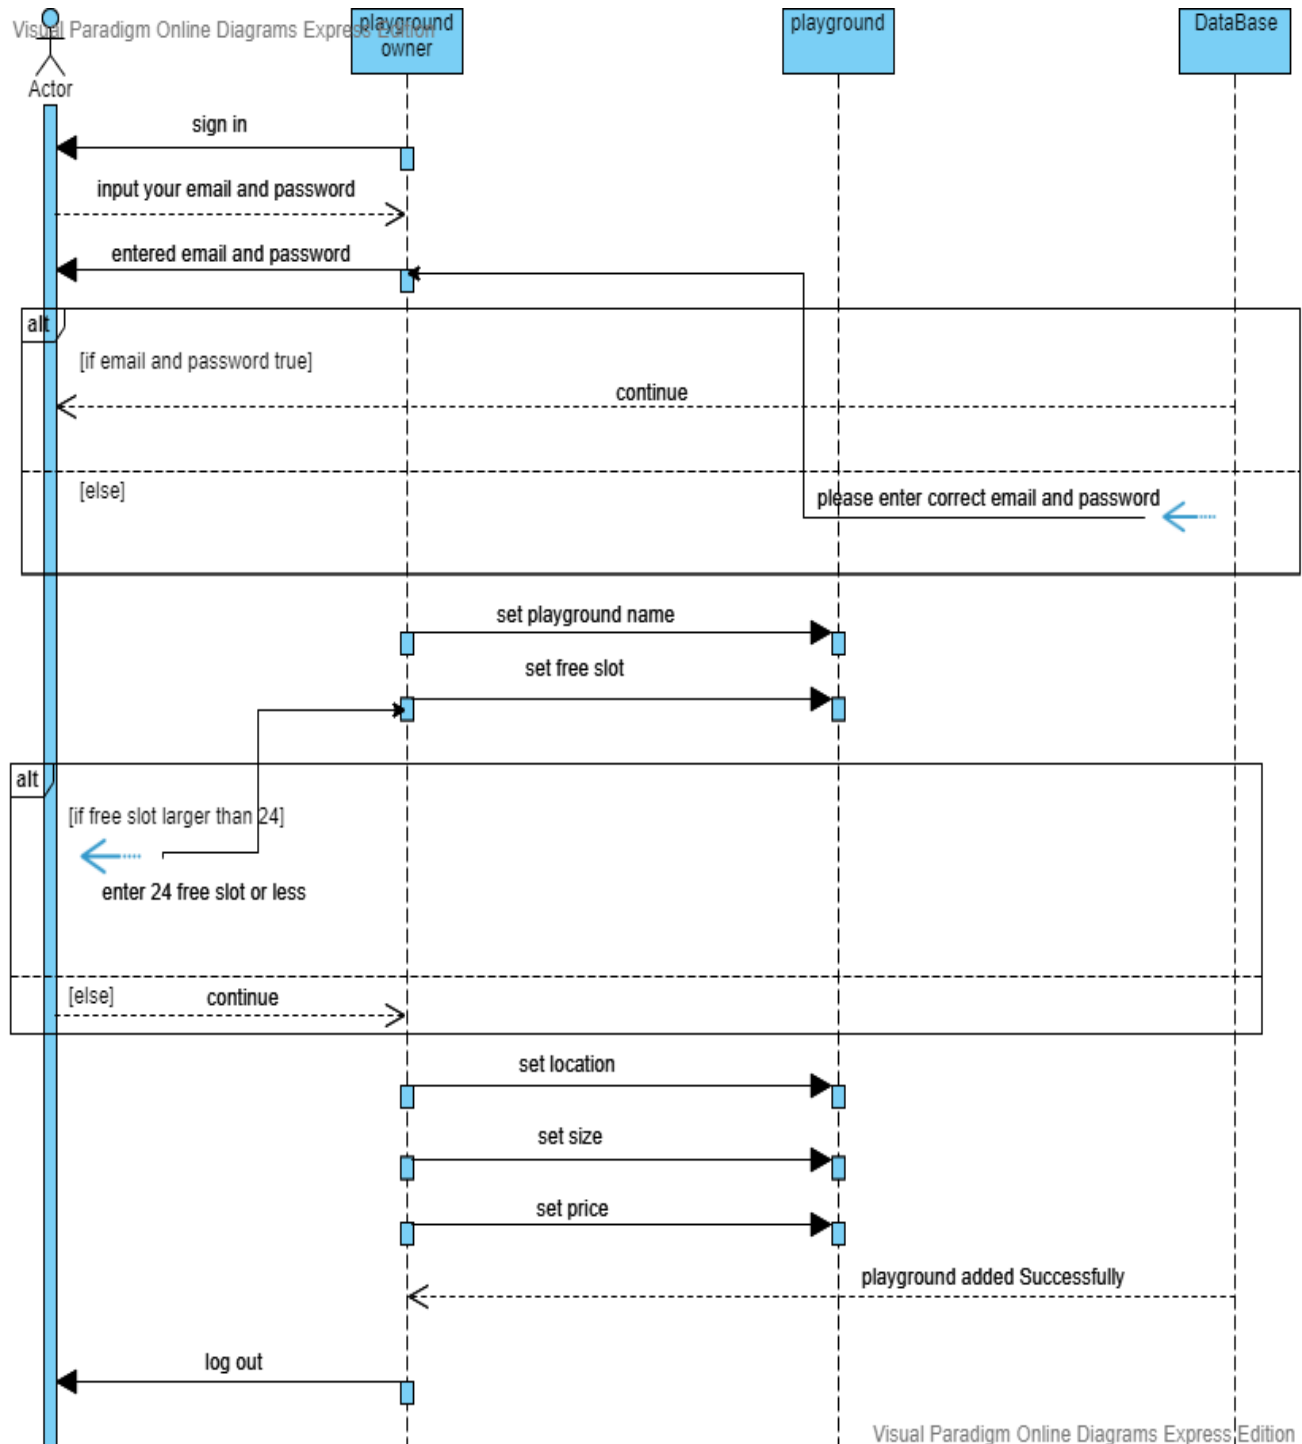 Visual Paradigm Online Diagrams Express Edition
playground
owner
playground
DataBase
Actor
sign in
input your email and password
entered email and password
alt
[if email and password true]
continue
[else]
please enter correct email and password
set playground name
set free slot
alt
[if free slot larger than 24]
enter 24 free slot or less
[else]
continue
set location
set size
set price
playground added Successfully
log out
Visual Paradigm Online Diagrams Express Edition